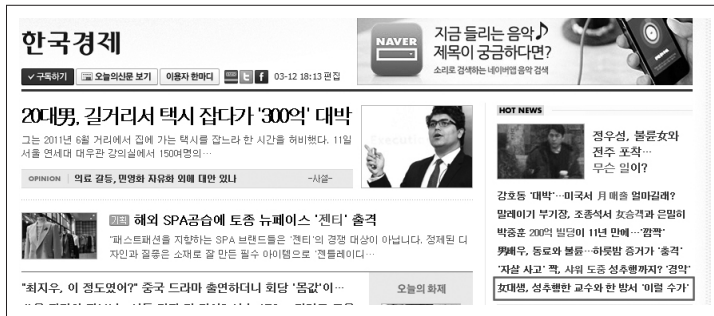 한국경제
✓구독하기 오늘의신문 보기 이용자 한마디 03-12 18:13 편집
NAVER
지금 들리는 음악♪
제목이 궁금하다면?
소리로 검색하는 네이버앱 음악 검색
20대男, 길거리서 택시 잡다가 '300억' 대박
그는 2011년 6월 거리에서 집에 가는 택시를 잡느라 한 시간을 허비했다. 11일
서울 연세대 대우관 강의실에서 150여명의…
OPINION 의료 갈등, 민영화 자유화 외에 대안 있나 -사설-
기획 해외 SPA공습에 토종 뉴페이스 '젠티' 출격
"패스트패션을 지향하는 SPA 브랜드들은 '젠티'의 경쟁 대상이 아닙니다. 정제된 디
자인과 질좋은 소재로 잘 만든 필수 아이템으로 '젠틀레이디…
"최지우, 이 정도였어?" 중국 드라마 출연하더니 회당 '몸값'이…
오늘의 화제
HOT NEWS
정우성, 불륜女와
전주 포착…
무슨 일이?
강호동 '대박'…미국서 月매출 얼마길래?
말레이기 부기장, 조종석서 女승객과 은밀히
박중훈 200억 빌딩이 11년 만에…'깜짝'
男배우, 동료와 불륜…하룻밤 증거가 '출격'
'자살 사고' 짝, 샤워 도중 성추행까지? '경악'
女대생, 성추행한 교수와 한 방서 '이럴 수가'